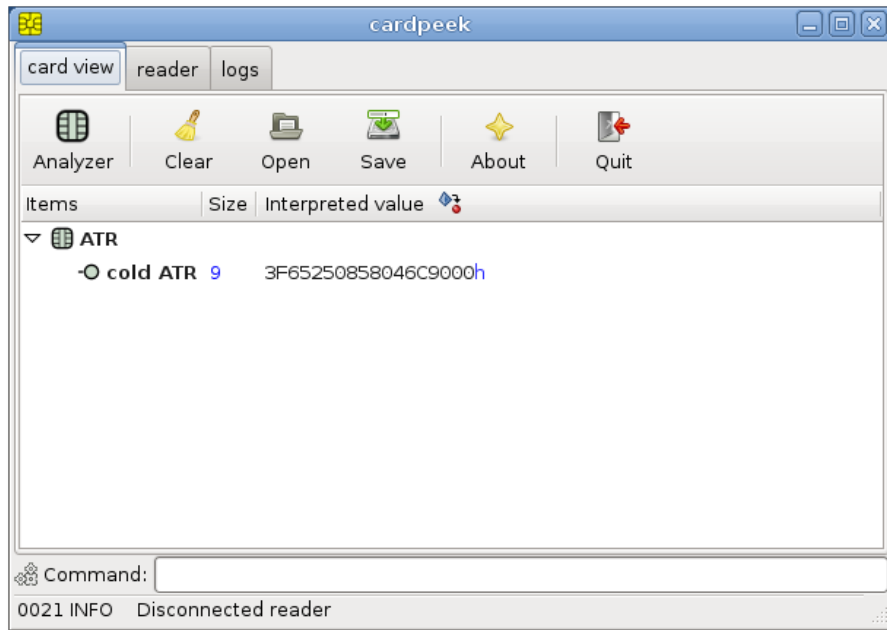 cardpeek
card view reader logs
Analyzer Clear Open Save About Quit
Items Size Interpreted value
ATR
cold ATR 9 3F65250858046C9000h
Command:
0021 INFO Disconnected reader